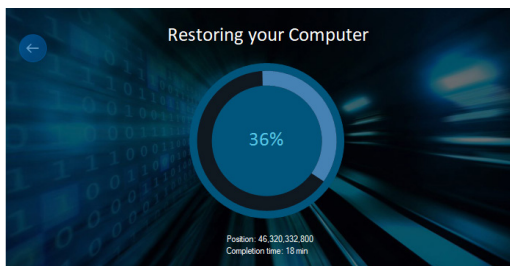 Restoring your Computer
36%
Position: 46,320,332,800
Completion time: 18 min